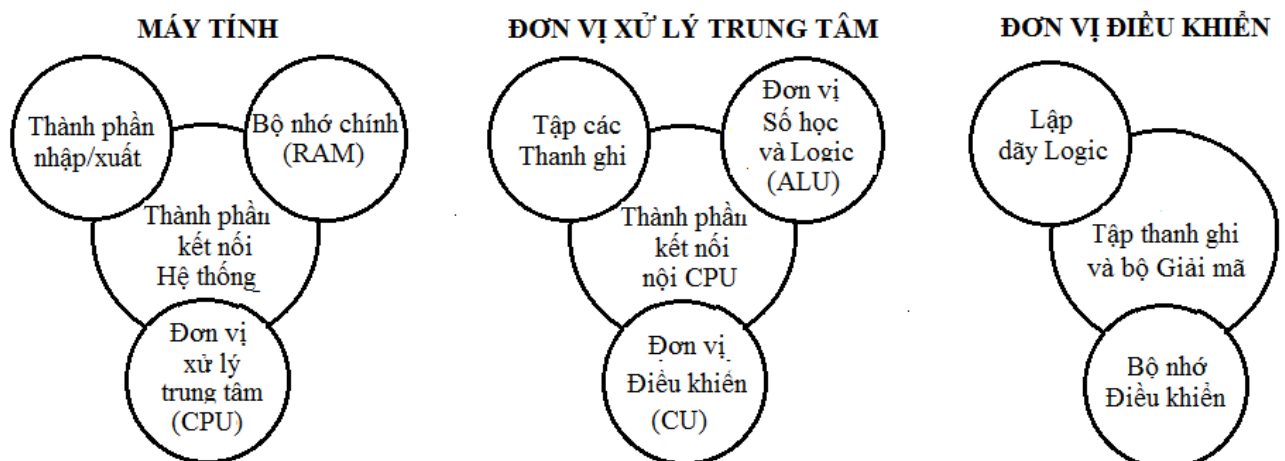 MÁY TÍNH
Thành phần
nhập/xuất
Bộ nhớ chính
(RAM)
Thành phần
kết nối
Hệ thống
Đơn vị
xử lý
trung tâm
(CPU)
ĐƠN VỊ XỬ LÝ TRUNG TÂM
Tập các
Thanh ghi
Đơn vị
Số học
và Logic
(ALU)
Thành phần
kết nối
nội CPU
Đơn vị
Điều khiển
(CU)
ĐƠN VỊ ĐIỀU KHIỂN
Lập
dãy Logic
Tập thanh ghi
và bộ Giải mã
Bộ nhớ
Điều khiển